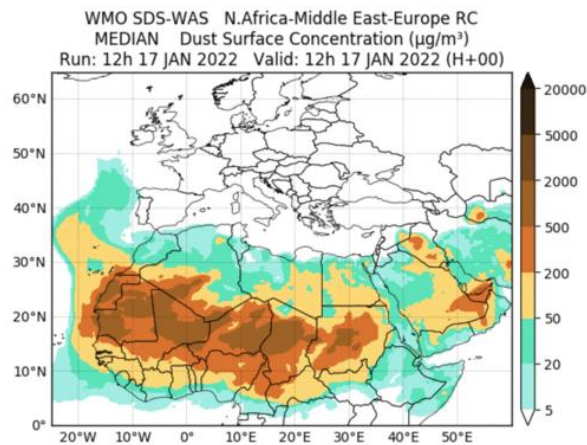 WMO SDS-WAS N.Africa-Middle East-Europe RC
MEDIAN Dust Surface Concentration (µg/m³)
Run: 12h 17 JAN 2022 Valid: 12h 17 JAN 2022 (H+00)
60°N
50°N
40°N
30°N
20°N
10°N
0°
20°W 10°W 0° 10°E 20°E 30°E 40°E 50°E
20000
5000
2000
500
200
50
20
5